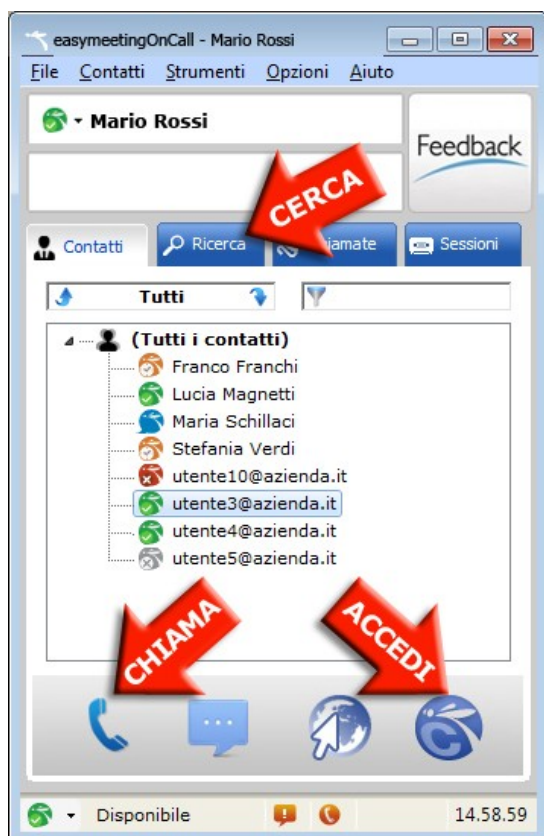 easymeetingOnCall - Mario Rossi
File Contatti Strumenti Opzioni Aiuto
Mario Rossi
Feedback
CERCA
Contatti Ricerca Sessioni
Tutti
(Tutti i contatti)
Franco Franchi
Lucia Magnetti
Maria Schillaci
Stefania Verdi
utente10@azienda.it
utente3@azienda.it
utente4@azienda.it
utente5@azienda.it
CHIAMA
ACCEDI
Disponibile 14.58.59